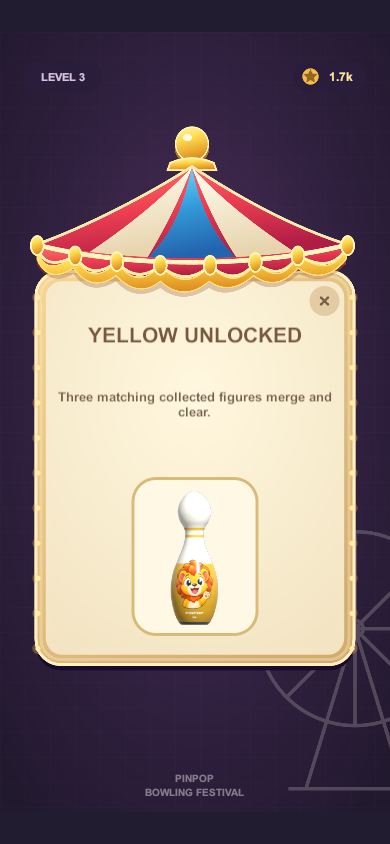 LEVEL 3
1.7k
YELLOW UNLOCKED
Three matching collected figures merge and
clear.
PINPOP
BOWLING FESTIVAL